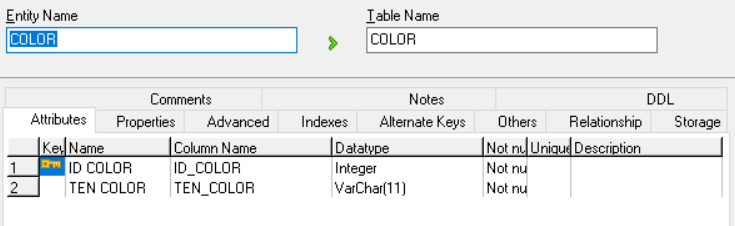 Entity Name Table Name
COLOR COLOR
Comments Notes DDL
Attributes Properties Advanced Indexes Alternate Keys Others Relationship Storage
Key Name Column Name Datatype Not nu Unique Description
1 ID COLOR ID_COLOR Integer Not nu
2 TEN COLOR TEN_COLOR VarChar(11) Not nu